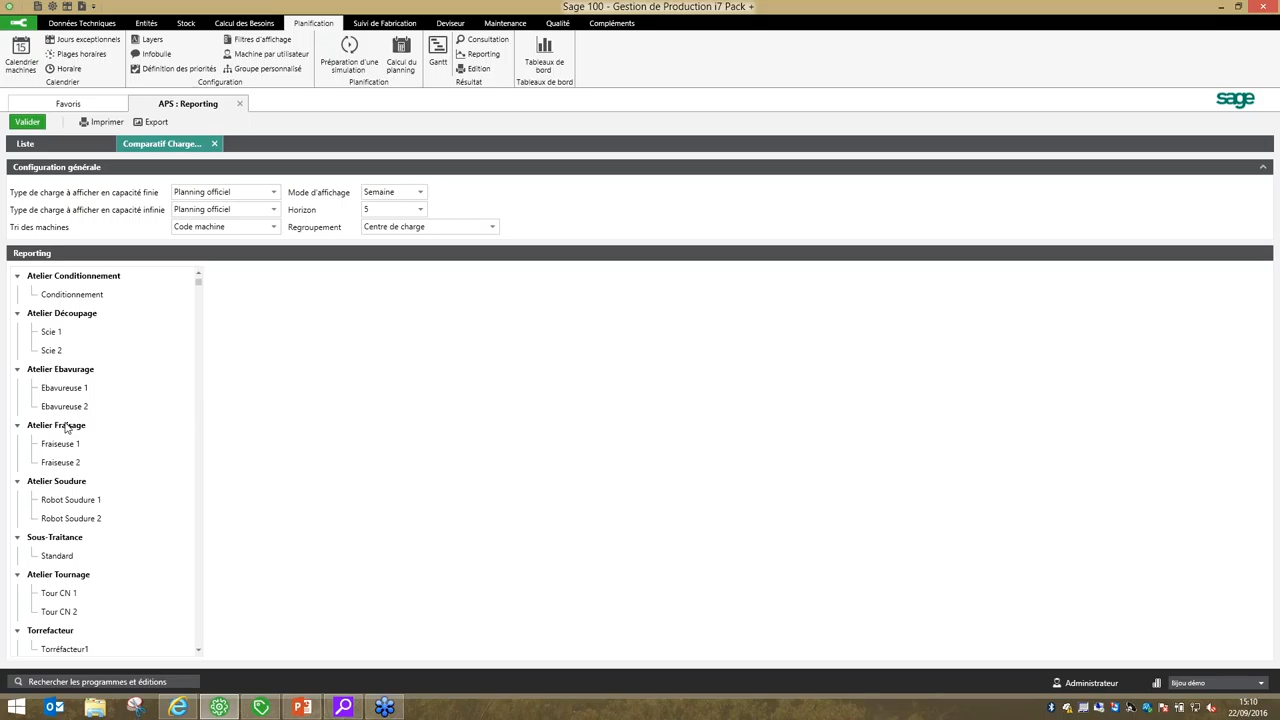 Sage 100 - Gestion de Production i7 Pack +
Données Techniques Entités Stock Calcul des Besoins Planification Suivi de Fabrication Deviseur Maintenance Qualité Compléments
Calendrier machines
Jours exceptionnels
Plages horaires
Horaire
Calendrier
Layers
Infobulle
Définition des priorités
Filtres d'affichage
Machine par utilisateur
Groupe personnalisé
Configuration
Préparation d'une simulation
Calcul du planning
Planification
Gantt
Consultation
Reporting
Edition
Résultat
Tableaux de bord
Tableaux de bord
Favoris
APS : Reporting
sage
Valider
Imprimer
Export
Liste
Comparatif Charge...
Configuration générale
Type de charge à afficher en capacité finie Planning officiel Mode d'affichage Semaine
Type de charge à afficher en capacité infinie Planning officiel Horizon 5
Tri des machines Code machine Regroupement Centre de charge
Reporting
Atelier Conditionnement
Conditionnement
Atelier Découpage
Scie 1
Scie 2
Atelier Ebavurage
Ebavureuse 1
Ebavureuse 2
Atelier Fraisage
Fraiseuse 1
Fraiseuse 2
Atelier Soudure
Robot Soudure 1
Robot Soudure 2
Sous-Traitance
Standard
Atelier Tournage
Tour CN 1
Tour CN 2
Torrefacteur
Torréfacteur1
Rechercher les programmes et éditions
Administrateur
Bijou démo
15:10
22/09/2016